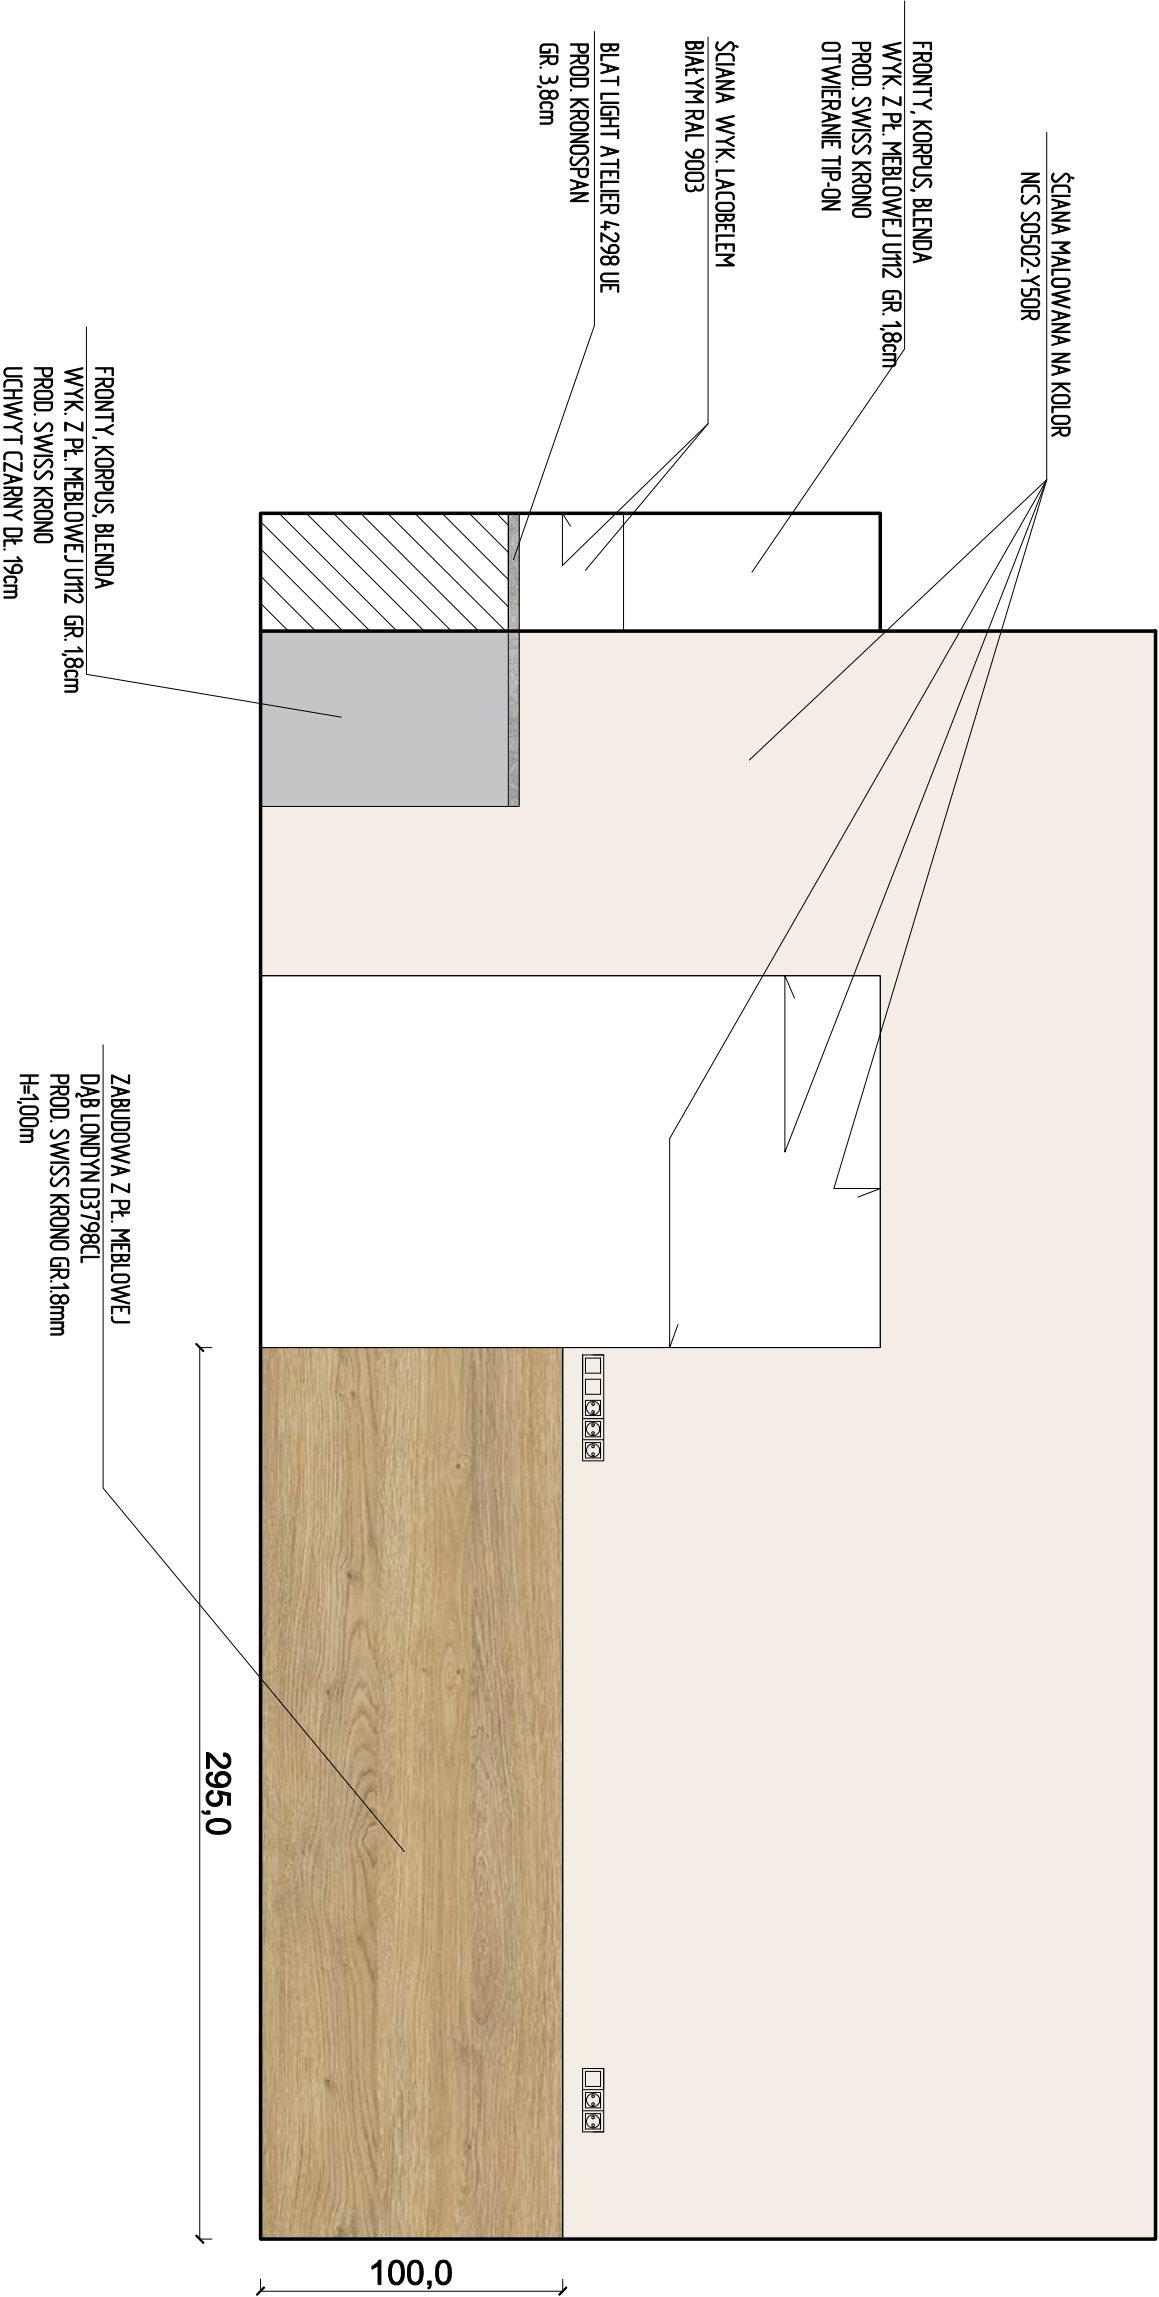 ŚCIANA MALOWANA NA KOLOR
NCS S0502-Y50R
FRONTY, KORPUS, BLENDA
WYK. Z PŁ. MEBLOWEJ U112 GR. 1,8cm
PROD. SWISS KRONO
OTWIERANIE TIP-ON
ŚCIANA WYK. LACOBELEM
BIAŁYM RAL 9003
BLAT LIGHT ATELIER 4298 UE
PROD. KRONOSPAN
GR. 3,8cm
FRONTY, KORPUS, BLENDA
WYK. Z PŁ. MEBLOWEJ U112 GR. 1,8cm
PROD. SWISS KRONO
UCHWYT CZARNY DŁ. 19cm
ZABUDOWA Z PŁ. MEBLOWEJ
DĄB LONDYN D3798CL
PROD. SWISS KRONO GR.1.8mm
H=1,00m
295,0
100,0